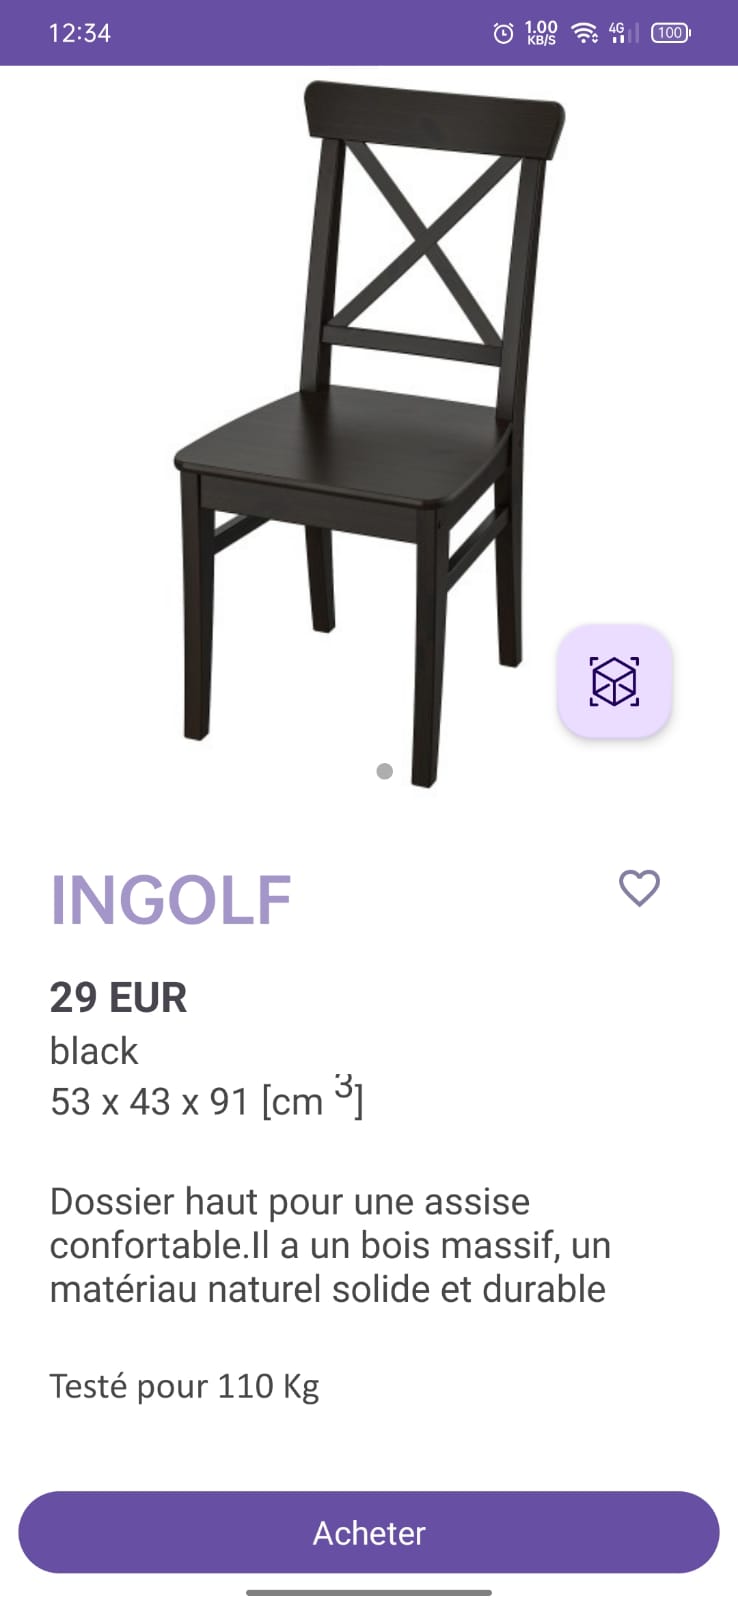 12:34
1.00 KB/S 4G 100
INGOLF
29 EUR
black
53 x 43 x 91 [cm ³]
Dossier haut pour une assise
confortable.Il a un bois massif, un
matériau naturel solide et durable
Testé pour 110 Kg
Acheter